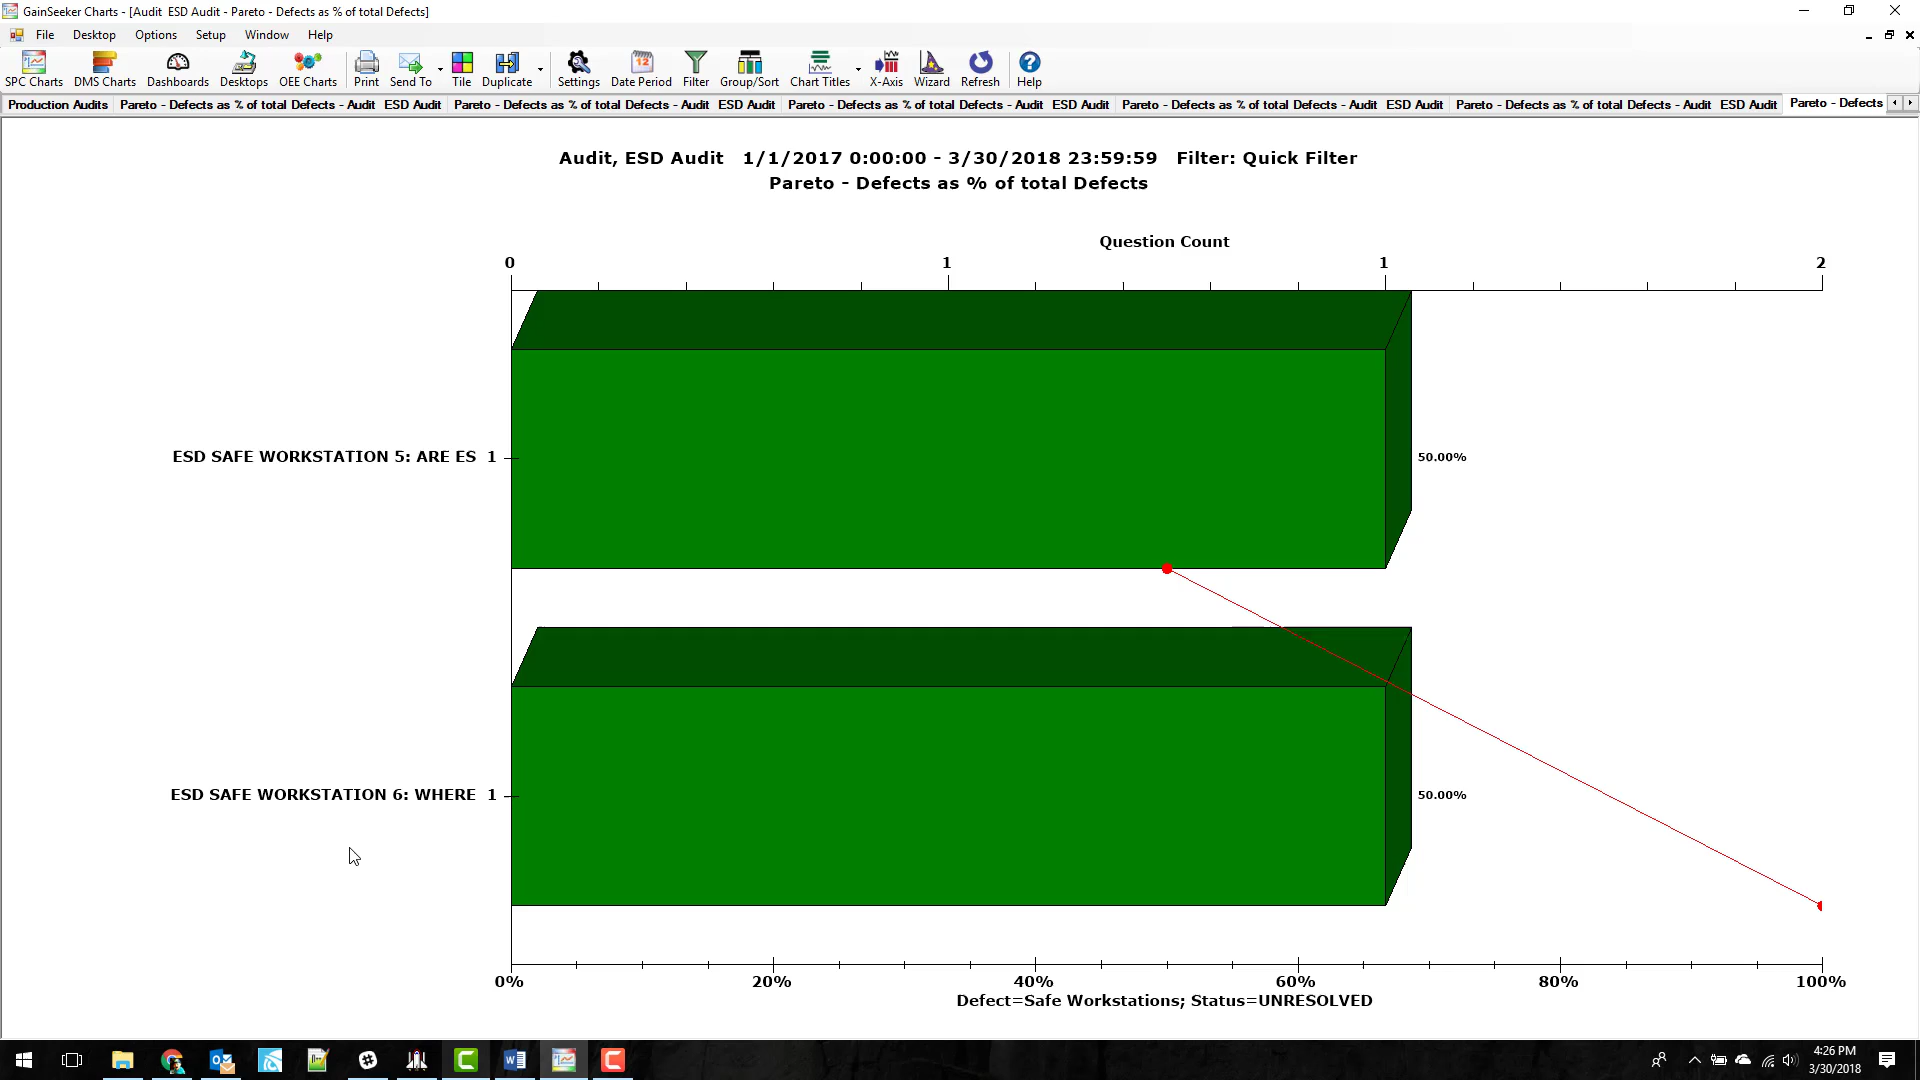 GainSeeker Charts - [Audit  ESD Audit - Pareto - Defects as % of total Defects]
File Desktop Options Setup Window Help
SPC Charts DMS Charts Dashboards Desktops OEE Charts Print Send To Tile Duplicate Settings Date Period Filter Group/Sort Chart Titles X-Axis Wizard Refresh Help
Production Audits Pareto - Defects as % of total Defects - Audit  ESD Audit Pareto - Defects as % of total Defects - Audit  ESD Audit Pareto - Defects as % of total Defects - Audit  ESD Audit Pareto - Defects as % of total Defects - Audit  ESD Audit Pareto - Defects as % of total Defects - Audit  ESD Audit Pareto - Defects
Audit, ESD Audit  1/1/2017 0:00:00 - 3/30/2018 23:59:59  Filter: Quick Filter
Pareto - Defects as % of total Defects
Question Count
0 1 1 2
ESD SAFE WORKSTATION 5: ARE ES 1 50.00%
ESD SAFE WORKSTATION 6: WHERE 1 50.00%
0% 20% 40% 60% 80% 100%
Defect=Safe Workstations; Status=UNRESOLVED
4:26 PM
3/30/2018